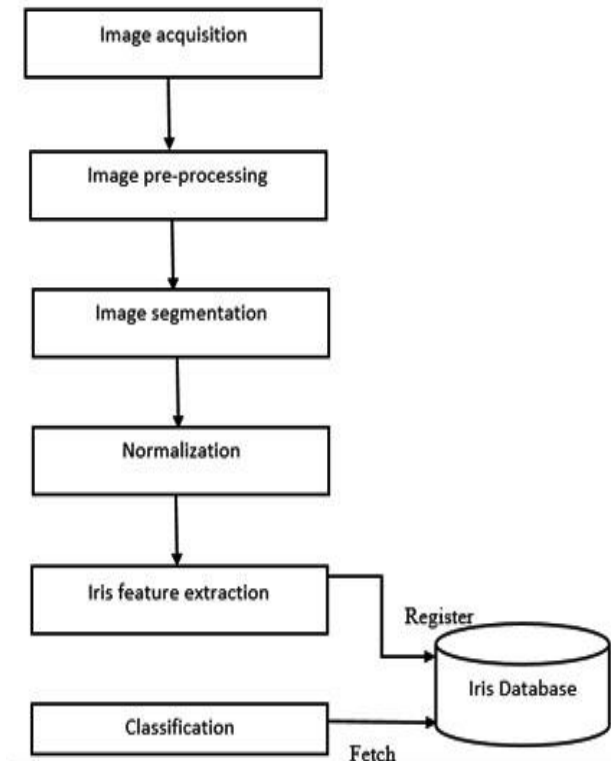 Image acquisition
Image pre-processing
Image segmentation
Normalization
Iris feature extraction
Register
Iris Database
Classification
Fetch